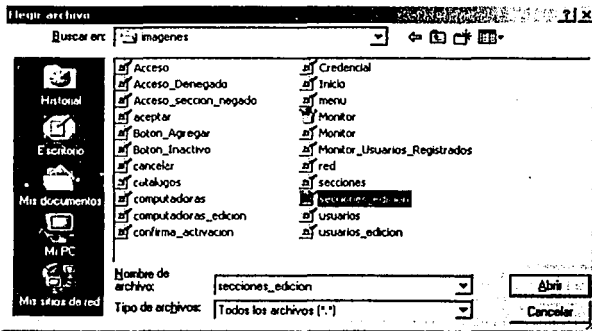 Elegir archivo
Buscar en:
imagenes
Historial
Escritorio
Mis documentos
Mi PC
Mis sitios de red
Acceso
Acceso_Denegado
Acceso_seccion_negado
aceptar
Boton_Agregar
Boton_Inactivo
cancelar
catalogos
computadoras
computadoras_edicion
confirma_activacion
Credencial
Inicio
menu
Monitor
Monitor
Monitor_Usuarios_Registrados
red
secciones
secciones_edicion
usuarios
usuarios_edicion
Nombre de
archivo:
secciones_edicion
Abrir
Tipo de archivos:
Todos los archivos (*.*)
Cancelar